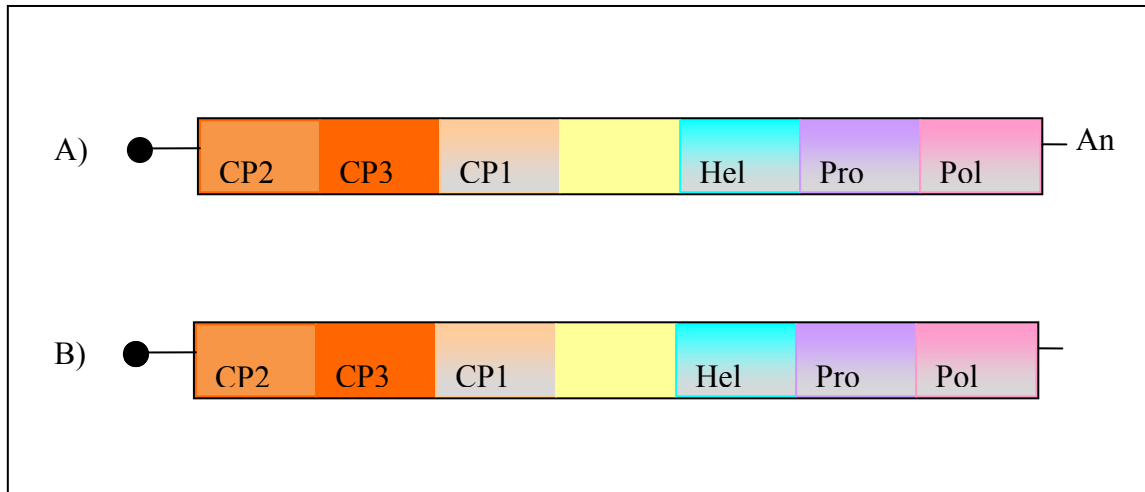 A) CP2 CP3 CP1 Hel Pro Pol An
B) CP2 CP3 CP1 Hel Pro Pol